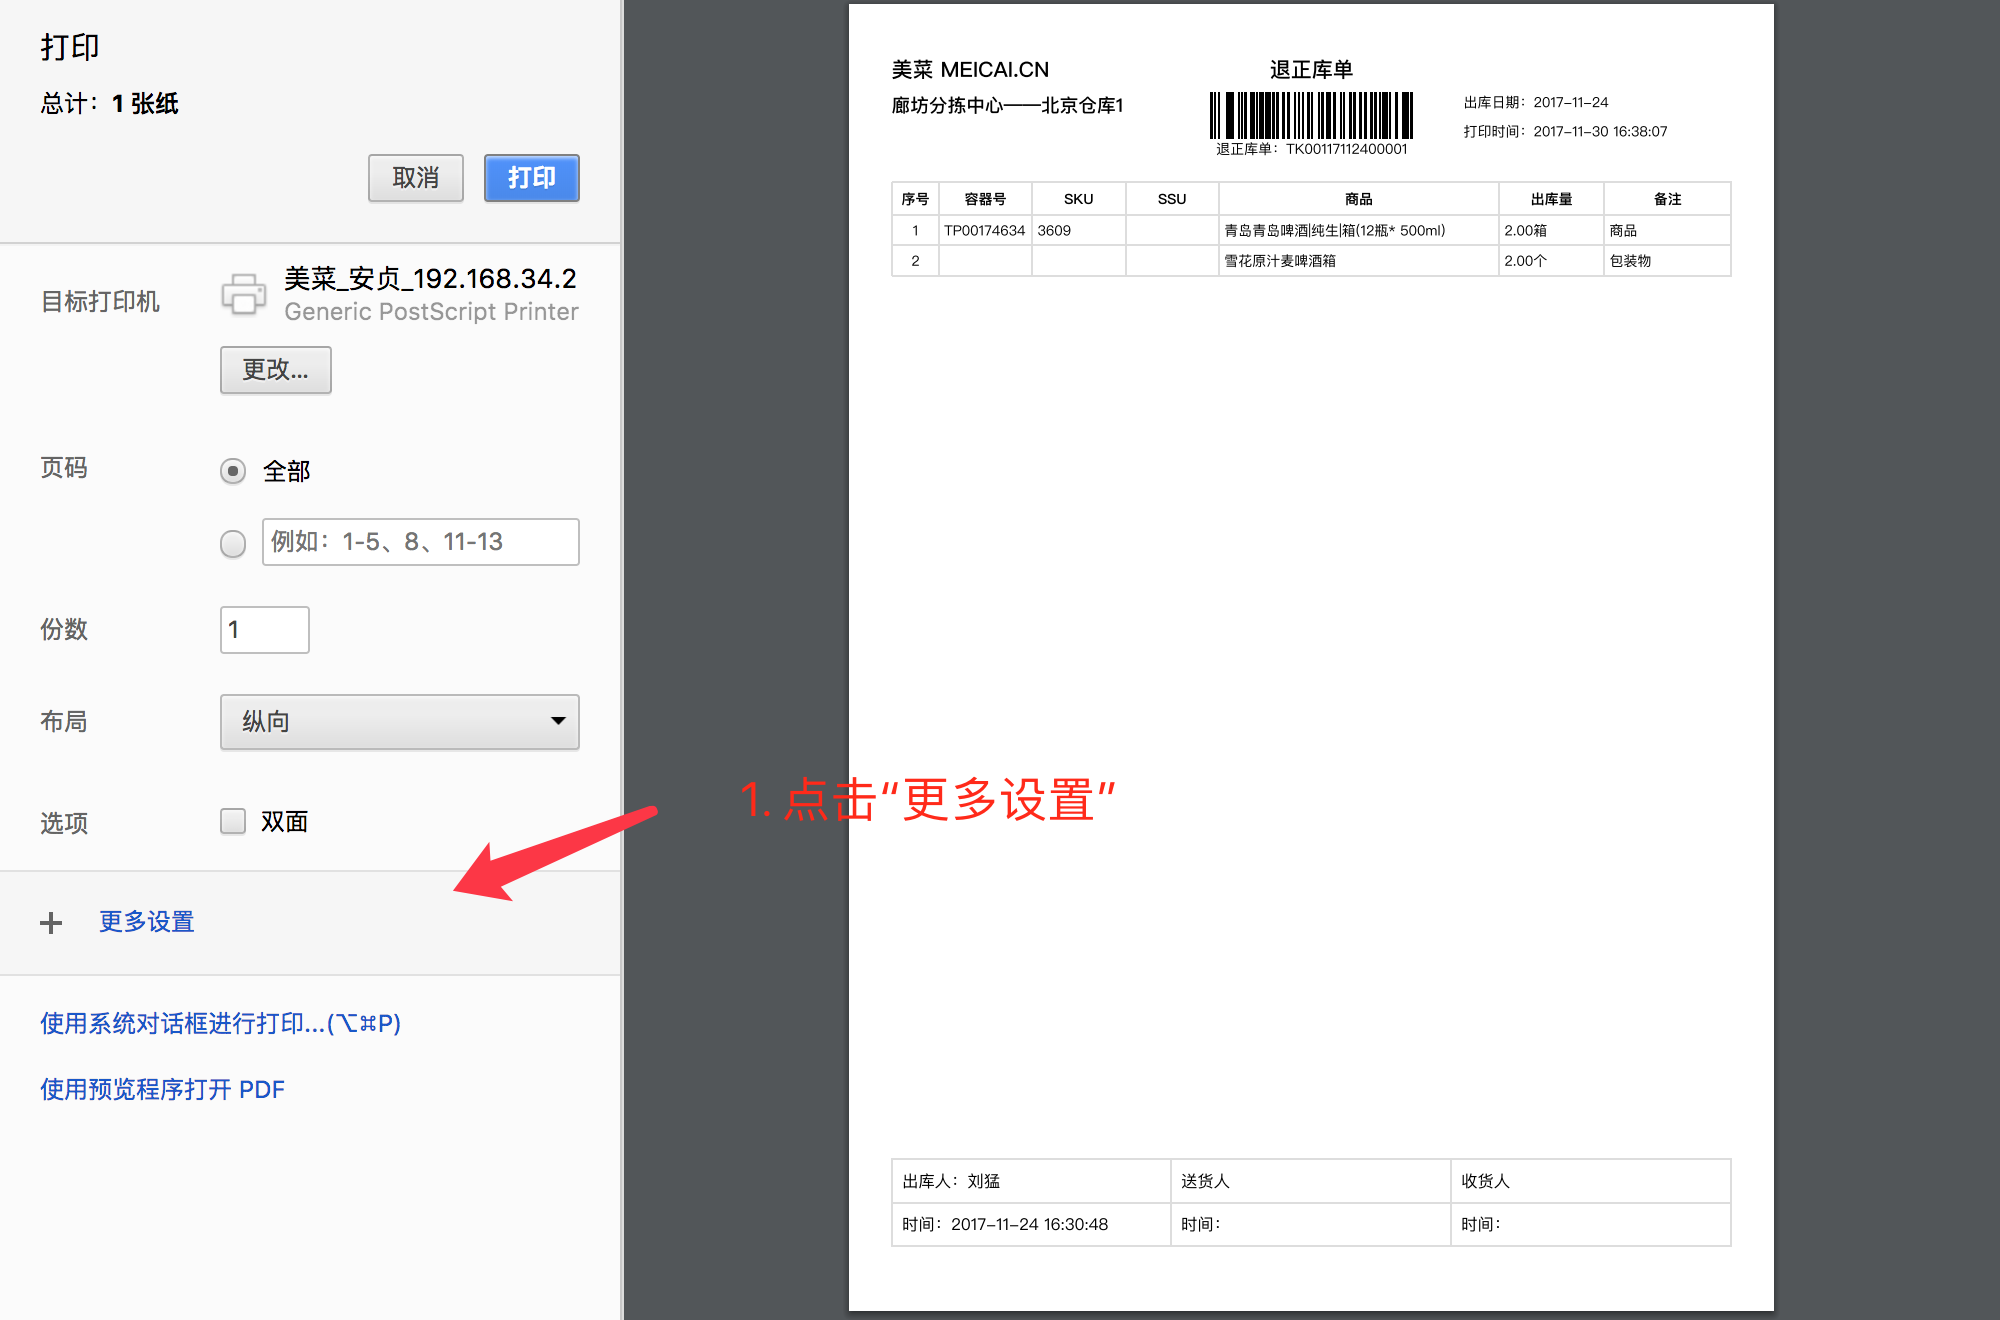 打印
总计：1 张纸
取消
打印
目标打印机
美菜_安贞_192.168.34.2
Generic PostScript Printer
更改...
页码
全部
例如：1-5、8、11-13
份数
1
布局
纵向
选项
双面
更多设置
使用系统对话框进行打印...(⌥⌘P)
使用预览程序打开 PDF
1. 点击“更多设置”
美菜 MEICAI.CN
廊坊分拣中心——北京仓库1
退正库单
退正库单：TK00117112400001
出库日期：2017-11-24
打印时间：2017-11-30 16:38:07
序号 容器号 SKU SSU 商品 出库量 备注
1 TP00174634 3609 青岛青岛啤酒|纯生|箱(12瓶* 500ml) 2.00箱 商品
2 雪花原汁麦啤酒箱 2.00个 包装物
出库人：刘猛 送货人 收货人
时间：2017-11-24 16:30:48 时间： 时间：